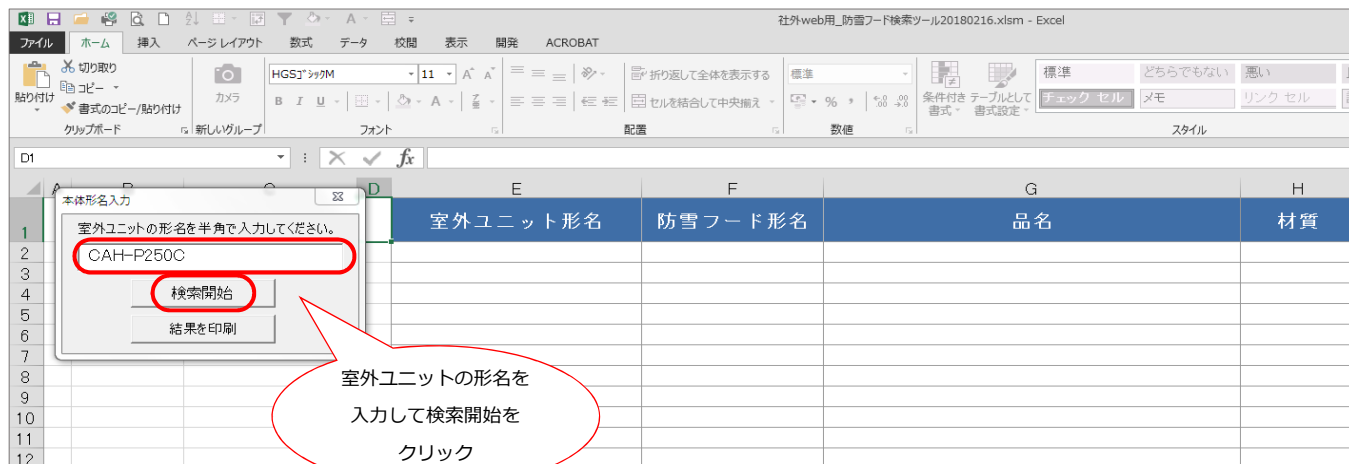 社外web用_防雪フード検索ツール20180216.xlsm - Excel
ファイル ホーム 挿入 ページ レイアウト 数式 データ 校閲 表示 開発 ACROBAT
切り取り
コピー
書式のコピー/貼り付け
貼り付け
クリップボード
カメラ
新しいグループ
HGSｺﾞｼｯｸM 11
B I U
フォント
折り返して全体を表示する
セルを結合して中央揃え
配置
標準
数値
条件付き書式
テーブルとして書式設定
標準 どちらでもない 悪い
チェック セル メモ リンク セル
スタイル
D1
fx
D E F G H
室外ユニット形名 防雪フード形名 品名 材質
1
2
3
4
5
6
7
8
9
10
11
12
本体形名入力
室外ユニットの形名を半角で入力してください。
CAH-P250C
検索開始
結果を印刷
室外ユニットの形名を
入力して検索開始を
クリック